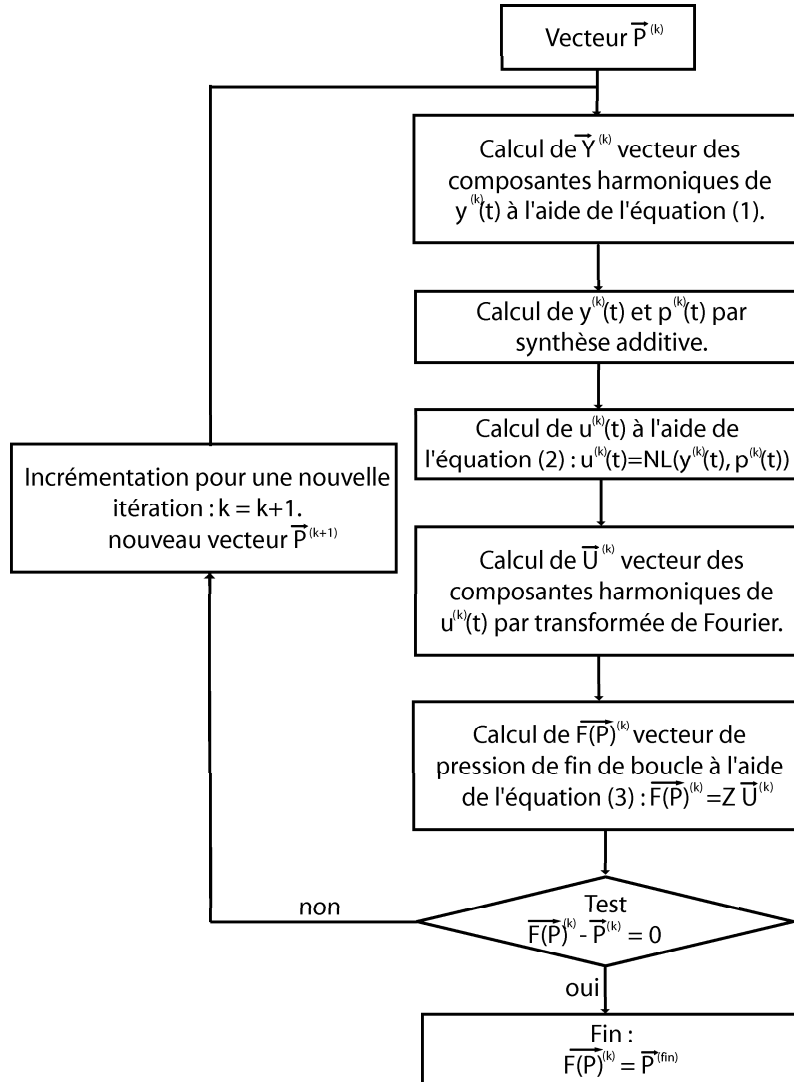 Vecteur P⃗ ⁽ᵏ⁾
Calcul de Y⃗ ⁽ᵏ⁾ vecteur des
composantes harmoniques de
y⁽ᵏ⁾(t) à l'aide de l'équation (1).
Calcul de y⁽ᵏ⁾(t) et p⁽ᵏ⁾(t) par
synthèse additive.
Calcul de u⁽ᵏ⁾(t) à l'aide de
l'équation (2) : u⁽ᵏ⁾(t)=NL(y⁽ᵏ⁾(t), p⁽ᵏ⁾(t))
Incrémentation pour une nouvelle
itération : k = k+1.
nouveau vecteur P⃗ ⁽ᵏ⁺¹⁾
Calcul de U⃗ ⁽ᵏ⁾ vecteur des
composantes harmoniques de
u⁽ᵏ⁾(t) par transformée de Fourier.
Calcul de F(P)⃗ ⁽ᵏ⁾ vecteur de
pression de fin de boucle à l'aide
de l'équation (3) : F(P)⃗ ⁽ᵏ⁾ =Z U⃗ ⁽ᵏ⁾
non
Test
F(P)⃗ ⁽ᵏ⁾ - P⃗ ⁽ᵏ⁾ = 0
oui
Fin :
F(P)⃗ ⁽ᵏ⁾ = P⃗ ⁽ᶠⁱⁿ⁾